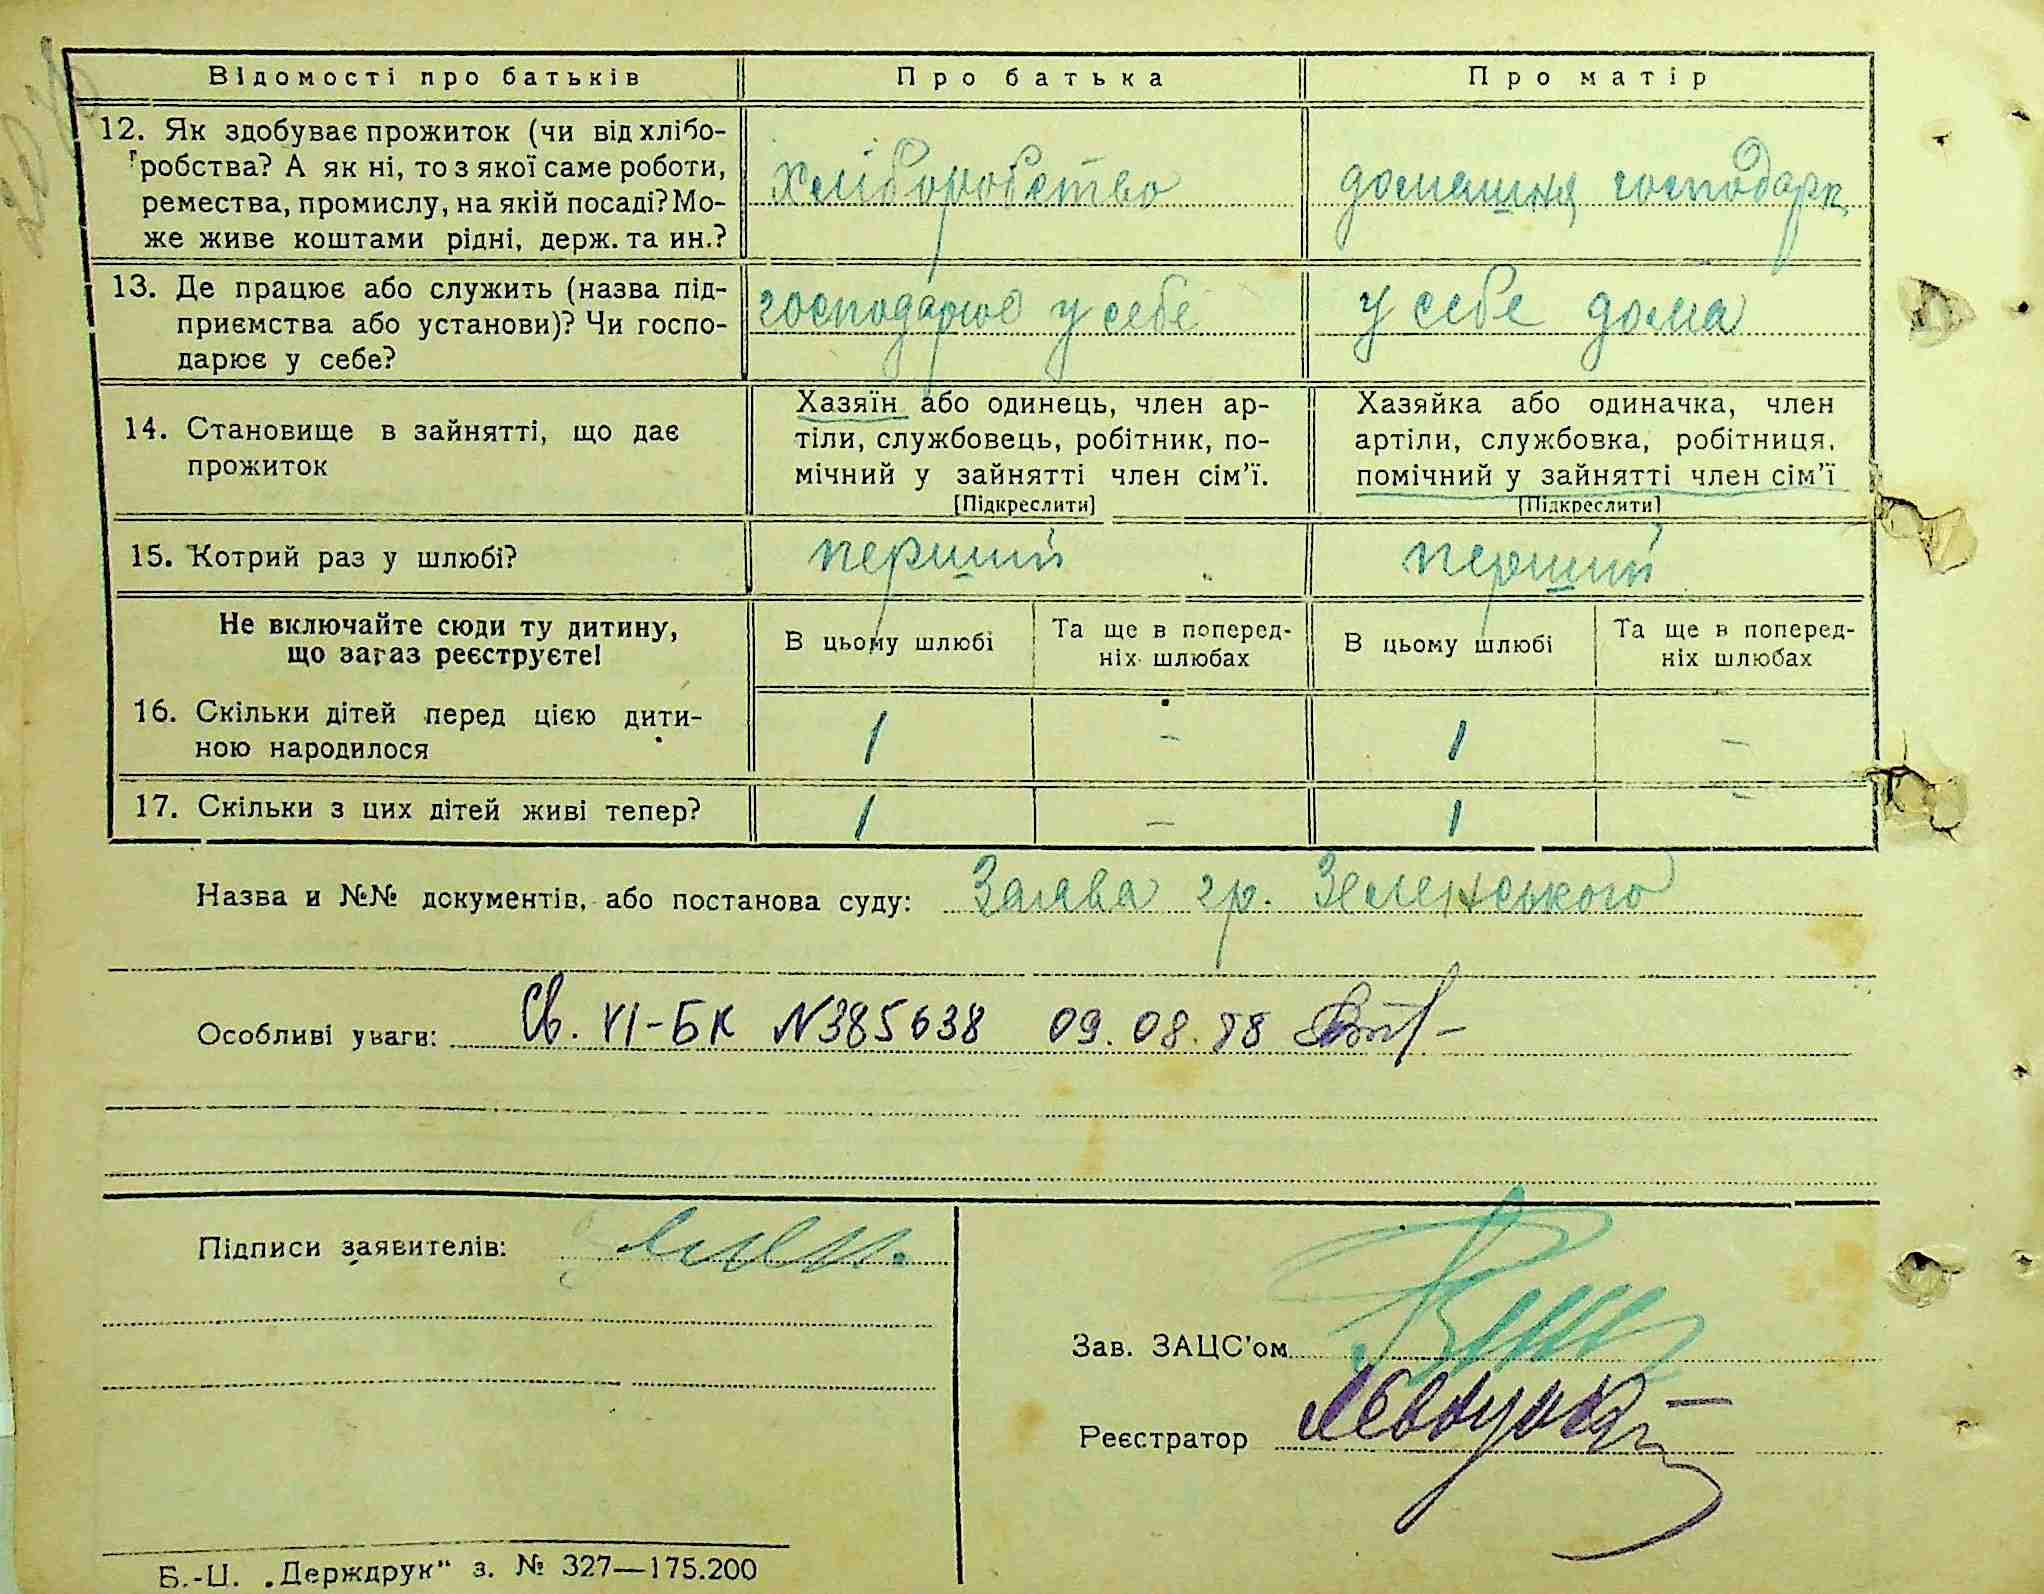 Відомості про батьків Про батька Про матір
12. Як здобуває прожиток (чи від хлібо- робства? А як ні, то з якої саме роботи, ремества, промислу, на якій посаді? Мо- же живе коштами рідні, держ. та ин.?
хліборобство домашня господарк.
13. Де працює або служить (назва під- приємства або установи)? Чи госпо- дарює у себе?
господарює у себе у себе дома
14. Становище в зайнятті, що дає прожиток
Хазяїн або одинець, член ар-
тіли, службовець, робітник, по-
мічний у зайнятті член сім'ї.
[Підкреслити]
Хазяйка або одиначка, член
артіли, службовка, робітниця,
помічний у зайнятті член сім'ї
[Підкреслити]
15. Котрий раз у шлюбі? перший перший
Не включайте сюди ту дитину,
що зараз реєструєте!
В цьому шлюбі Та ще в поперед- ніх шлюбах В цьому шлюбі Та ще в поперед- ніх шлюбах
16. Скільки дітей перед цією дити- ною народилося 1 - 1 -
17. Скільки з цих дітей живі тепер? 1 - 1 -
Назва и №№ документів, або постанова суду: Заява гр. Зеленського
Особливі уваги: Св. VI-БК N385638 09.08.88
Підписи заявителів:
Зав. ЗАЦС'ом
Реєстратор
Б.-Ц. „Держдрук" з. № 327—175.200